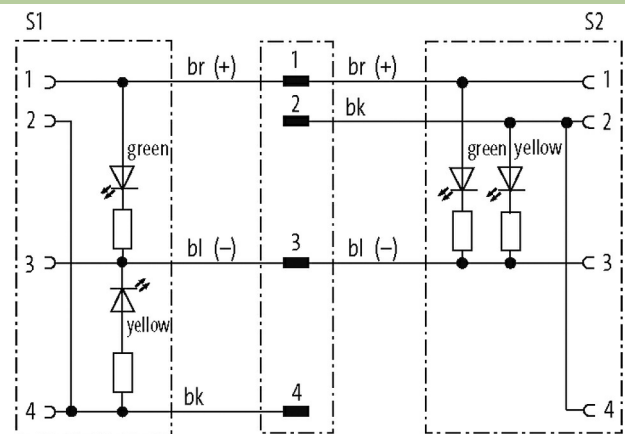 S1 S2
1 br (+) 1 br (+) 1
2 2 bk 2
green green yellow
3 bl (–) 3 bl (–) 3
yellow
4 bk 4 4